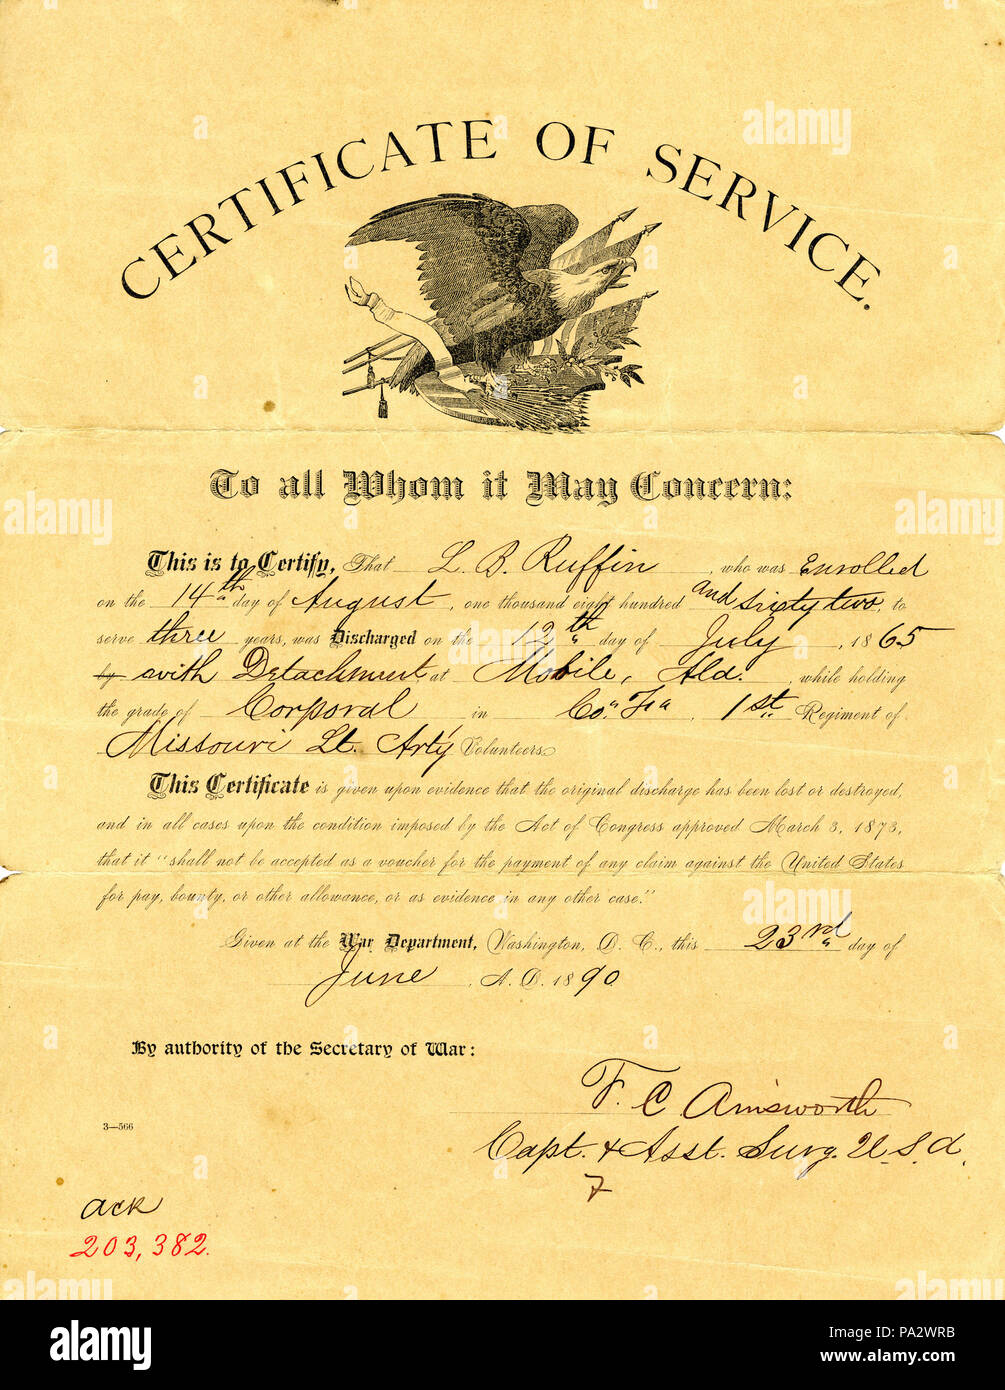 CERTIFICATE OF SERVICE.
To all Whom it May Concern:
This is to Certify, That L. B. Ruffin, who was Enrolled
on the 14th day of August, one thousand eight hundred and sixty two, to
serve three years, was Discharged on the 12th day of July, 1865
by with Detachment, at Mobile, Ala., while holding
the grade of Corporal in Co. "F", 1st Regiment of
Missouri Lt. Art'y Volunteers.
This Certificate is given upon evidence that the original discharge has been lost or destroyed,
and in all cases upon the condition imposed by the Act of Congress approved March 3, 1873,
that it "shall not be accepted as a voucher for the payment of any claim against the United States
for pay, bounty, or other allowance, or as evidence in any other case."
Given at the War Department, Washington, D. C., this 23rd day of
June, A. D. 1890
By authority of the Secretary of War:
F. C. Ainsworth
3—566
Capt. & Asst. Surg. U.S.A.
ack
203,382.
alamy
Image ID: PA2WRB
www.alamy.com